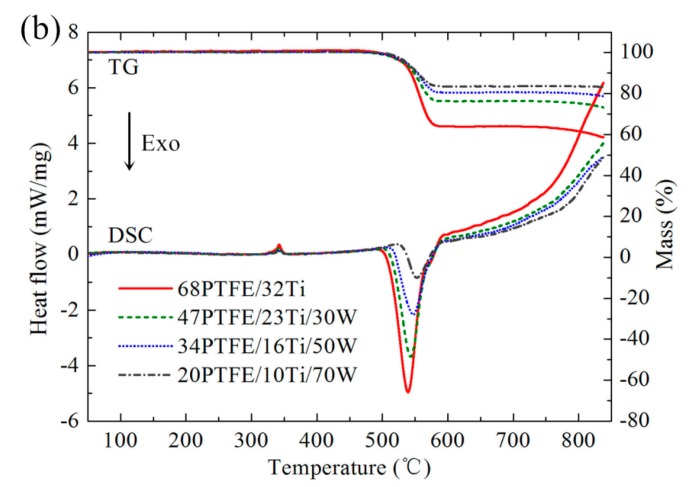 (b)
8
6
4
2
0
-2
-4
-6
Heat flow (mW/mg)
TG
Exo
DSC
68PTFE/32Ti
47PTFE/23Ti/30W
34PTFE/16Ti/50W
20PTFE/10Ti/70W
100
80
60
40
20
0
-20
-40
-60
-80
Mass (%)
100 200 300 400 500 600 700 800
Temperature (℃)